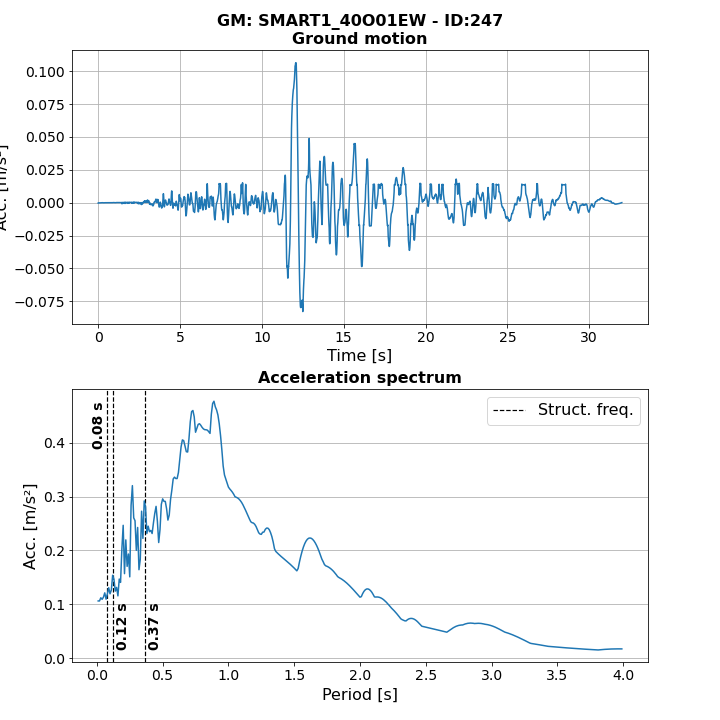 GM: SMART1_40O01EW - ID:247
Ground motion
0.100
0.075
0.050
0.025
0.000
−0.025
−0.050
−0.075
Acc. [m/s²]
0
5
10
15
20
25
30
Time [s]
Acceleration spectrum
Struct. freq.
0.08 s
0.12 s
0.37 s
0.4
0.3
0.2
0.1
0.0
Acc. [m/s²]
0.0
0.5
1.0
1.5
2.0
2.5
3.0
3.5
4.0
Period [s]